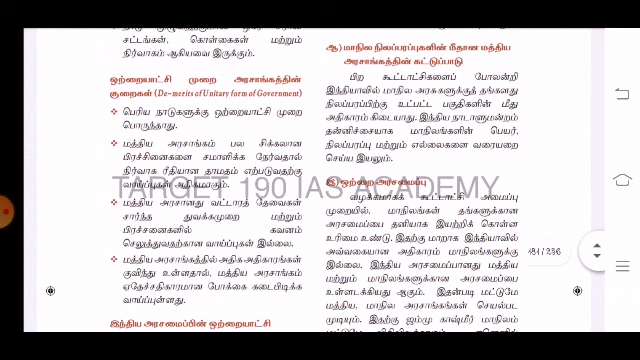 சட்டங்கள், கொள்கைகள் மற்றும்
நிர்வாகம் ஆகியவை இருக்கும்.
ஒற்றையாட்சி முறை அரசாங்கத்தின்
குறைகள் (De-merits of Unitary form of Government)
❖ பெரிய நாடுகளுக்கு ஒற்றையாட்சி முறை
பொருந்தாது.
❖ மத்திய அரசாங்கம் பல சிக்கலான
பிரச்சினைகளை சமாளிக்க நேர்வதால்
நிர்வாக ரீதியான தாமதம் ஏற்படுவதற்கு
வாய்ப்புகள் அதிகமாகும்.
❖ மத்திய அரசானது வட்டாரத் தேவைகள்
சார்ந்த துவக்கமுறை மற்றும்
பிரச்சனைகளில் கவனம்
செலுத்துவதற்கான வாய்ப்புகள் இல்லை.
❖ மத்திய அரசாங்கத்தில் அதிக அதிகாரங்கள்
குவிந்து உள்ளதால், மத்திய அரசாங்கம்
ஏதேச்சதிகாரமான போக்கை கடைபிடிக்க
வாய்ப்புள்ளது.
இந்திய அரசமைப்பின் ஒற்றையாட்சி
ஆ) மாநில நிலப்பரப்புகளின் மீதான மத்திய
அரசாங்கத்தின் கட்டுப்பாடு
பிற கூட்டாட்சிகளைப் போலன்றி
இந்தியாவில் மாநில அரசுகளுக்குத் தங்களது
நிலப்பரப்பிற்கு உட்பட்ட பகுதிகளின் மீது
அதிகாரம் கிடையாது. இந்திய நாடாளுமன்றம்
தன்னிச்சையாக மாநிலங்களின் பெயர்,
நிலப்பரப்பு மற்றும் எல்லைகளை வரையறை
செய்ய இயலும்.
இ) ஒற்றை அரசமைப்பு
வழக்கமாகக் கூட்டாட்சி அமைப்பு
முறையில், மாநிலங்கள் தங்களுக்கான
அரசமைப்பை தனியாக இயற்றிக் கொள்ள
உரிமை உண்டு. இதற்கு மாறாக இந்தியாவில்
அவ்வகையான அதிகாரம் மாநிலங்களுக்கு
இல்லை. இந்திய அரசமைப்பானது மத்திய
மற்றும் மாநிலங்களுக்கான அரசமைப்பை
உள்ளடக்கியது ஆகும். இதன்படி மட்டுமே
மத்திய, மாநில அரசாங்கங்கள் செயல்பட
முடியும். இதற்கு ஜம்மு காஷ்மீர் மாநிலம்
TARGET 190 IAS ACADEMY